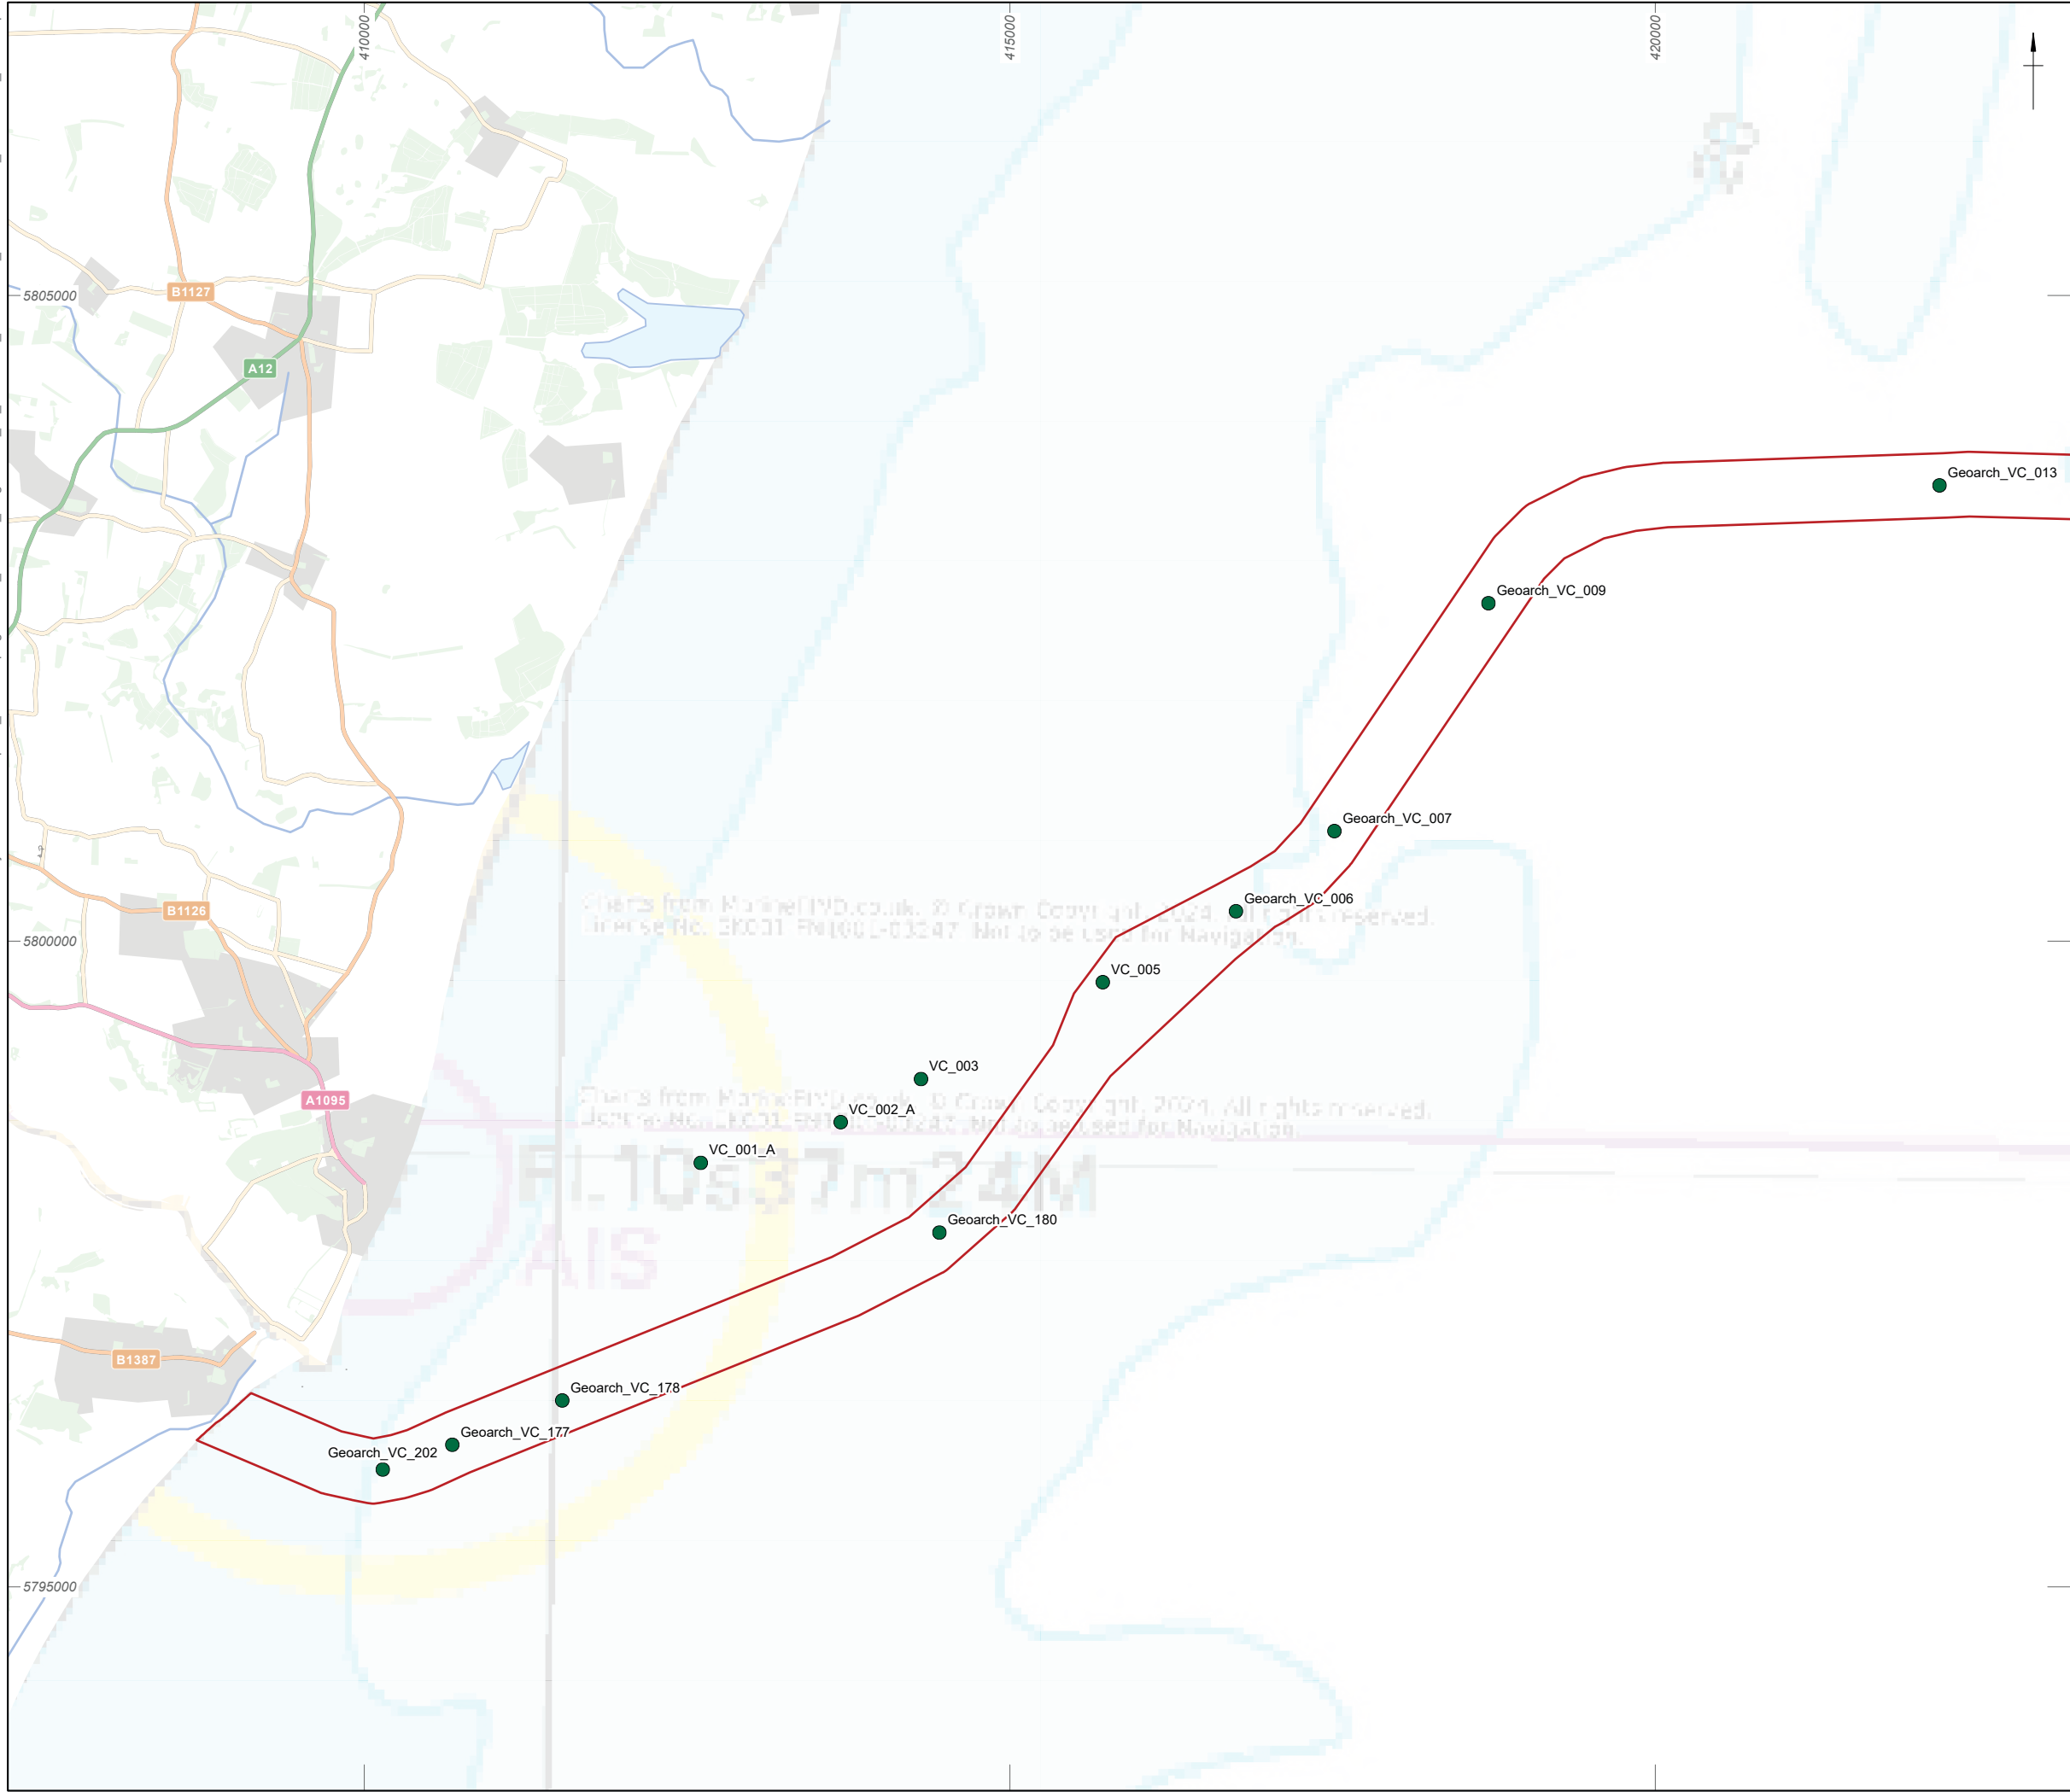 410000
415000
420000
5805000
B1127
A12
Geoarch_VC_013
Geoarch_VC_009
Geoarch_VC_007
B1126
Geoarch_VC_006
5800000
VC_005
VC_003
A1095
VC_002_A
VC_001_A
AIS
Geoarch_VC_180
B1387
Geoarch_VC_178
Geoarch_VC_177
Geoarch_VC_202
5795000